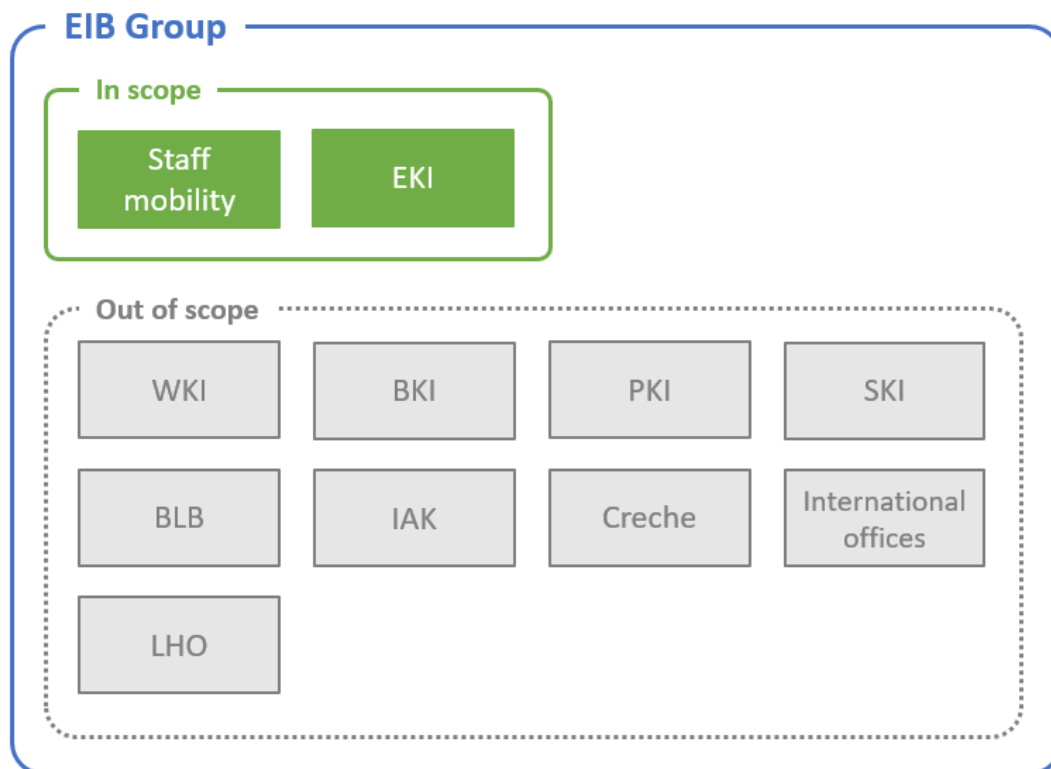 EIB Group
In scope
Staff
mobility
EKI
Out of scope
WKI
BKI
PKI
SKI
BLB
IAK
Creche
International
offices
LHO